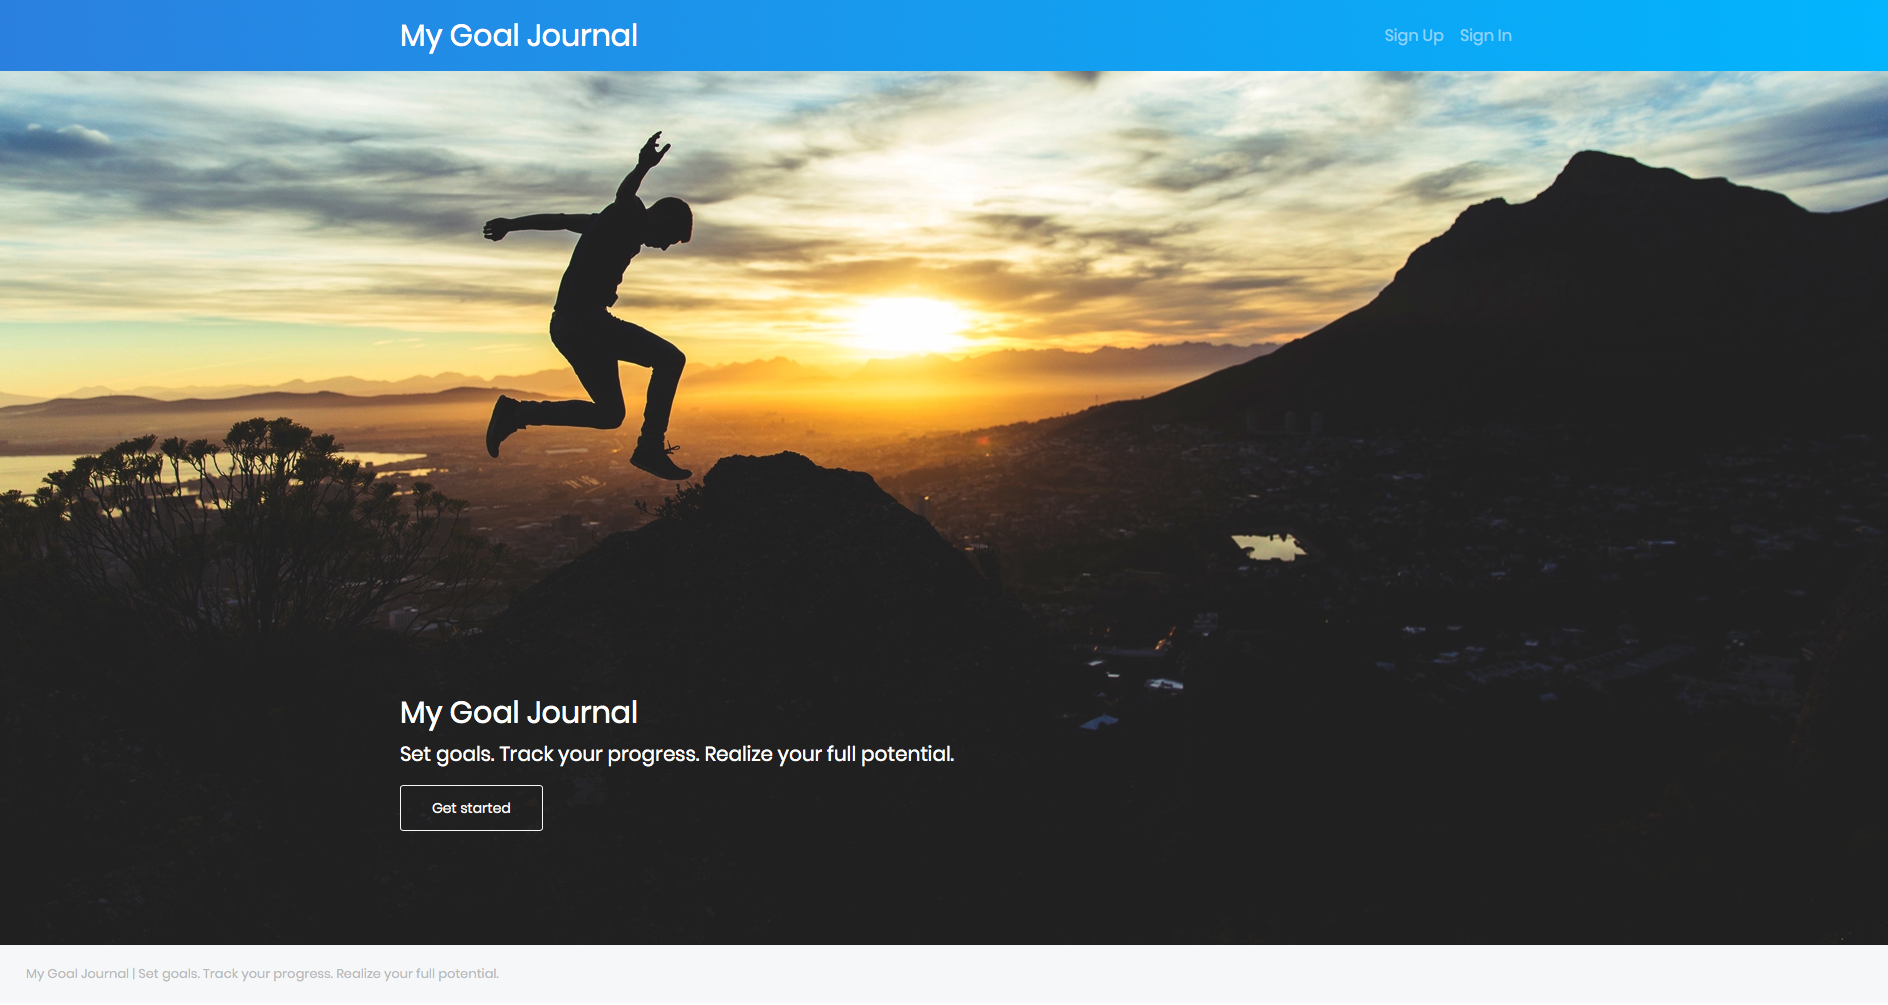 My Goal Journal
Sign Up Sign In
My Goal Journal
Set goals. Track your progress. Realize your full potential.
Get started
My Goal Journal | Set goals. Track your progress. Realize your full potential.